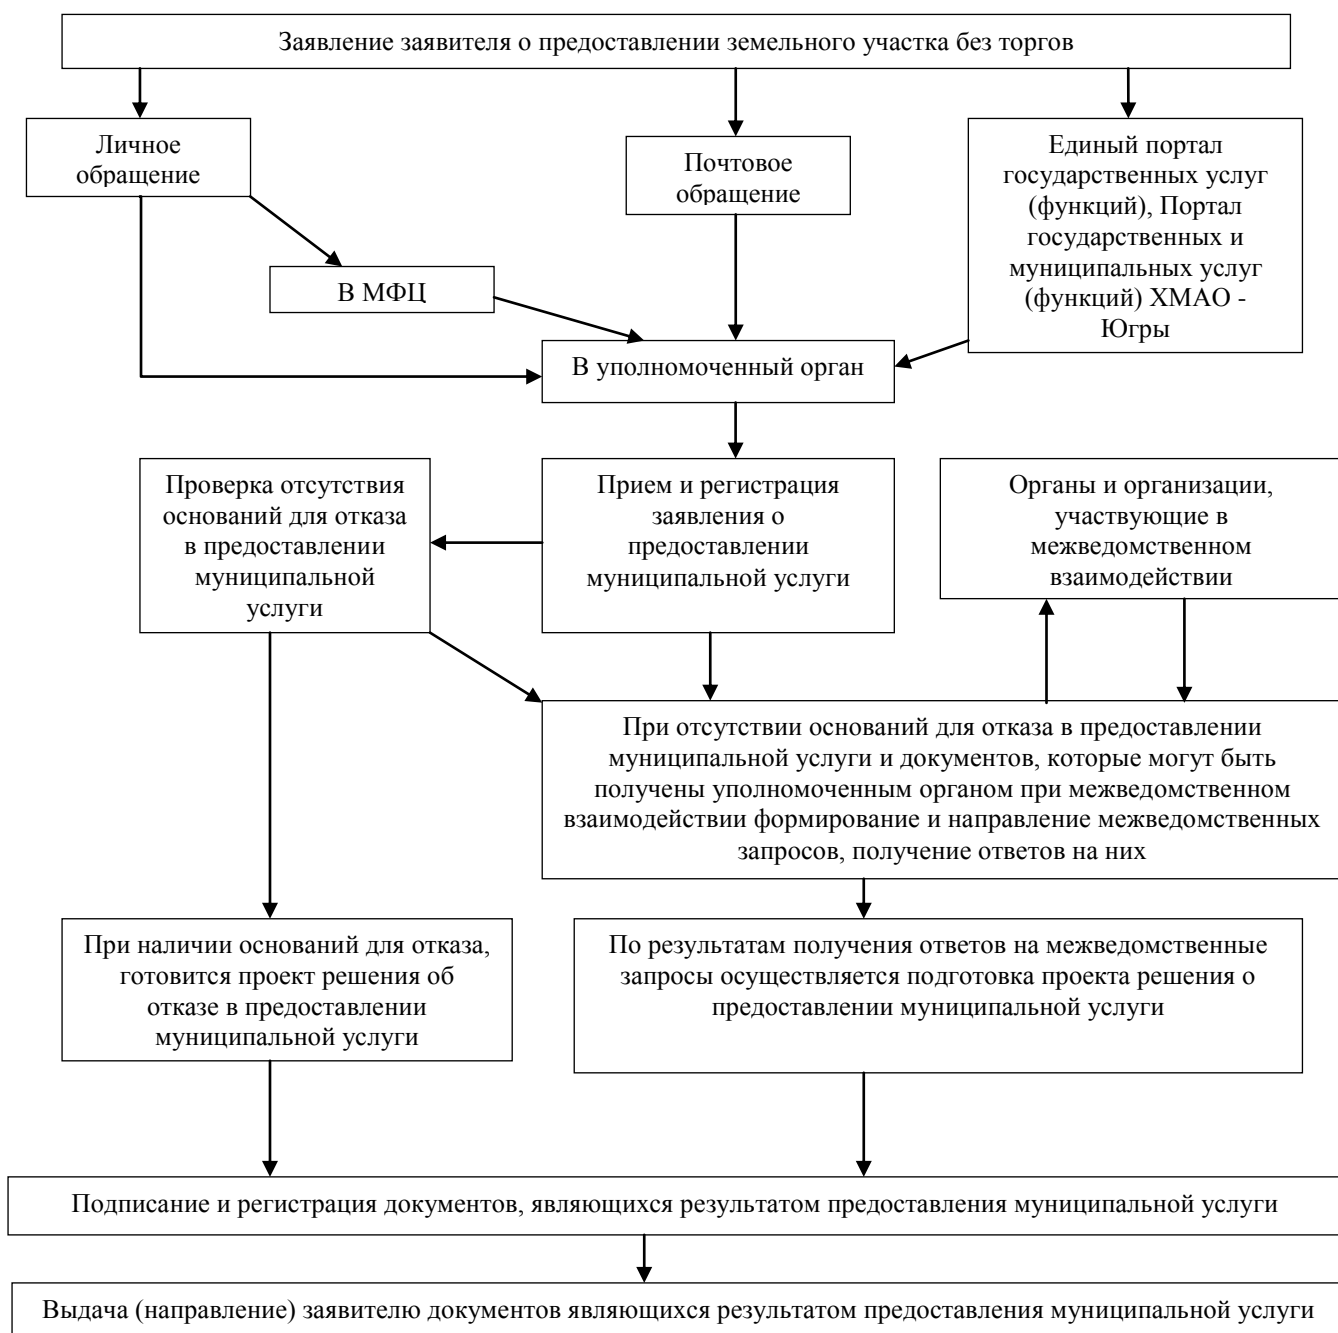 Заявление заявителя о предоставлении земельного участка без торгов
Личное
обращение
Почтовое
обращение
Единый портал
государственных услуг
(функций), Портал
государственных и
муниципальных услуг
(функций) ХМАО -
Югры
В МФЦ
В уполномоченный орган
Проверка отсутствия
оснований для отказа
в предоставлении
муниципальной
услуги
Прием и регистрация
заявления о
предоставлении
муниципальной услуги
Органы и организации,
участвующие в
межведомственном
взаимодействии
При отсутствии оснований для отказа в предоставлении
муниципальной услуги и документов, которые могут быть
получены уполномоченным органом при межведомственном
взаимодействии формирование и направление межведомственных
запросов, получение ответов на них
При наличии оснований для отказа,
готовится проект решения об
отказе в предоставлении
муниципальной услуги
По результатам получения ответов на межведомственные
запросы осуществляется подготовка проекта решения о
предоставлении муниципальной услуги
Подписание и регистрация документов, являющихся результатом предоставления муниципальной услуги
Выдача (направление) заявителю документов являющихся результатом предоставления муниципальной услуги